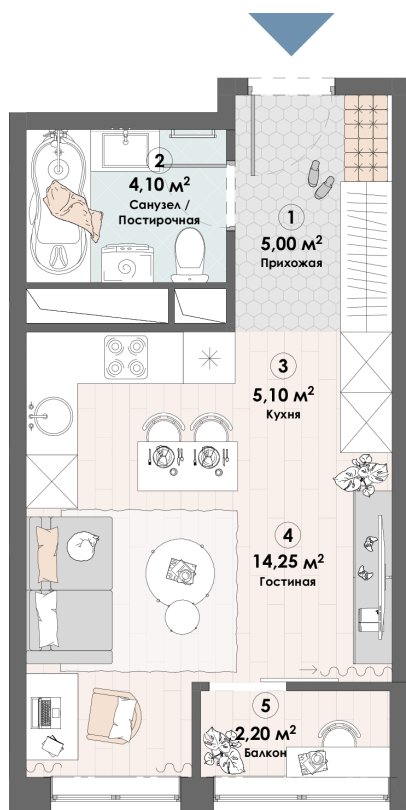 2
4,10 м²
Санузел /
Постирочная
1
5,00 м²
Прихожая
3
5,10 м²
Кухня
4
14,25 м²
Гостиная
5
2,20 м²
Балкон